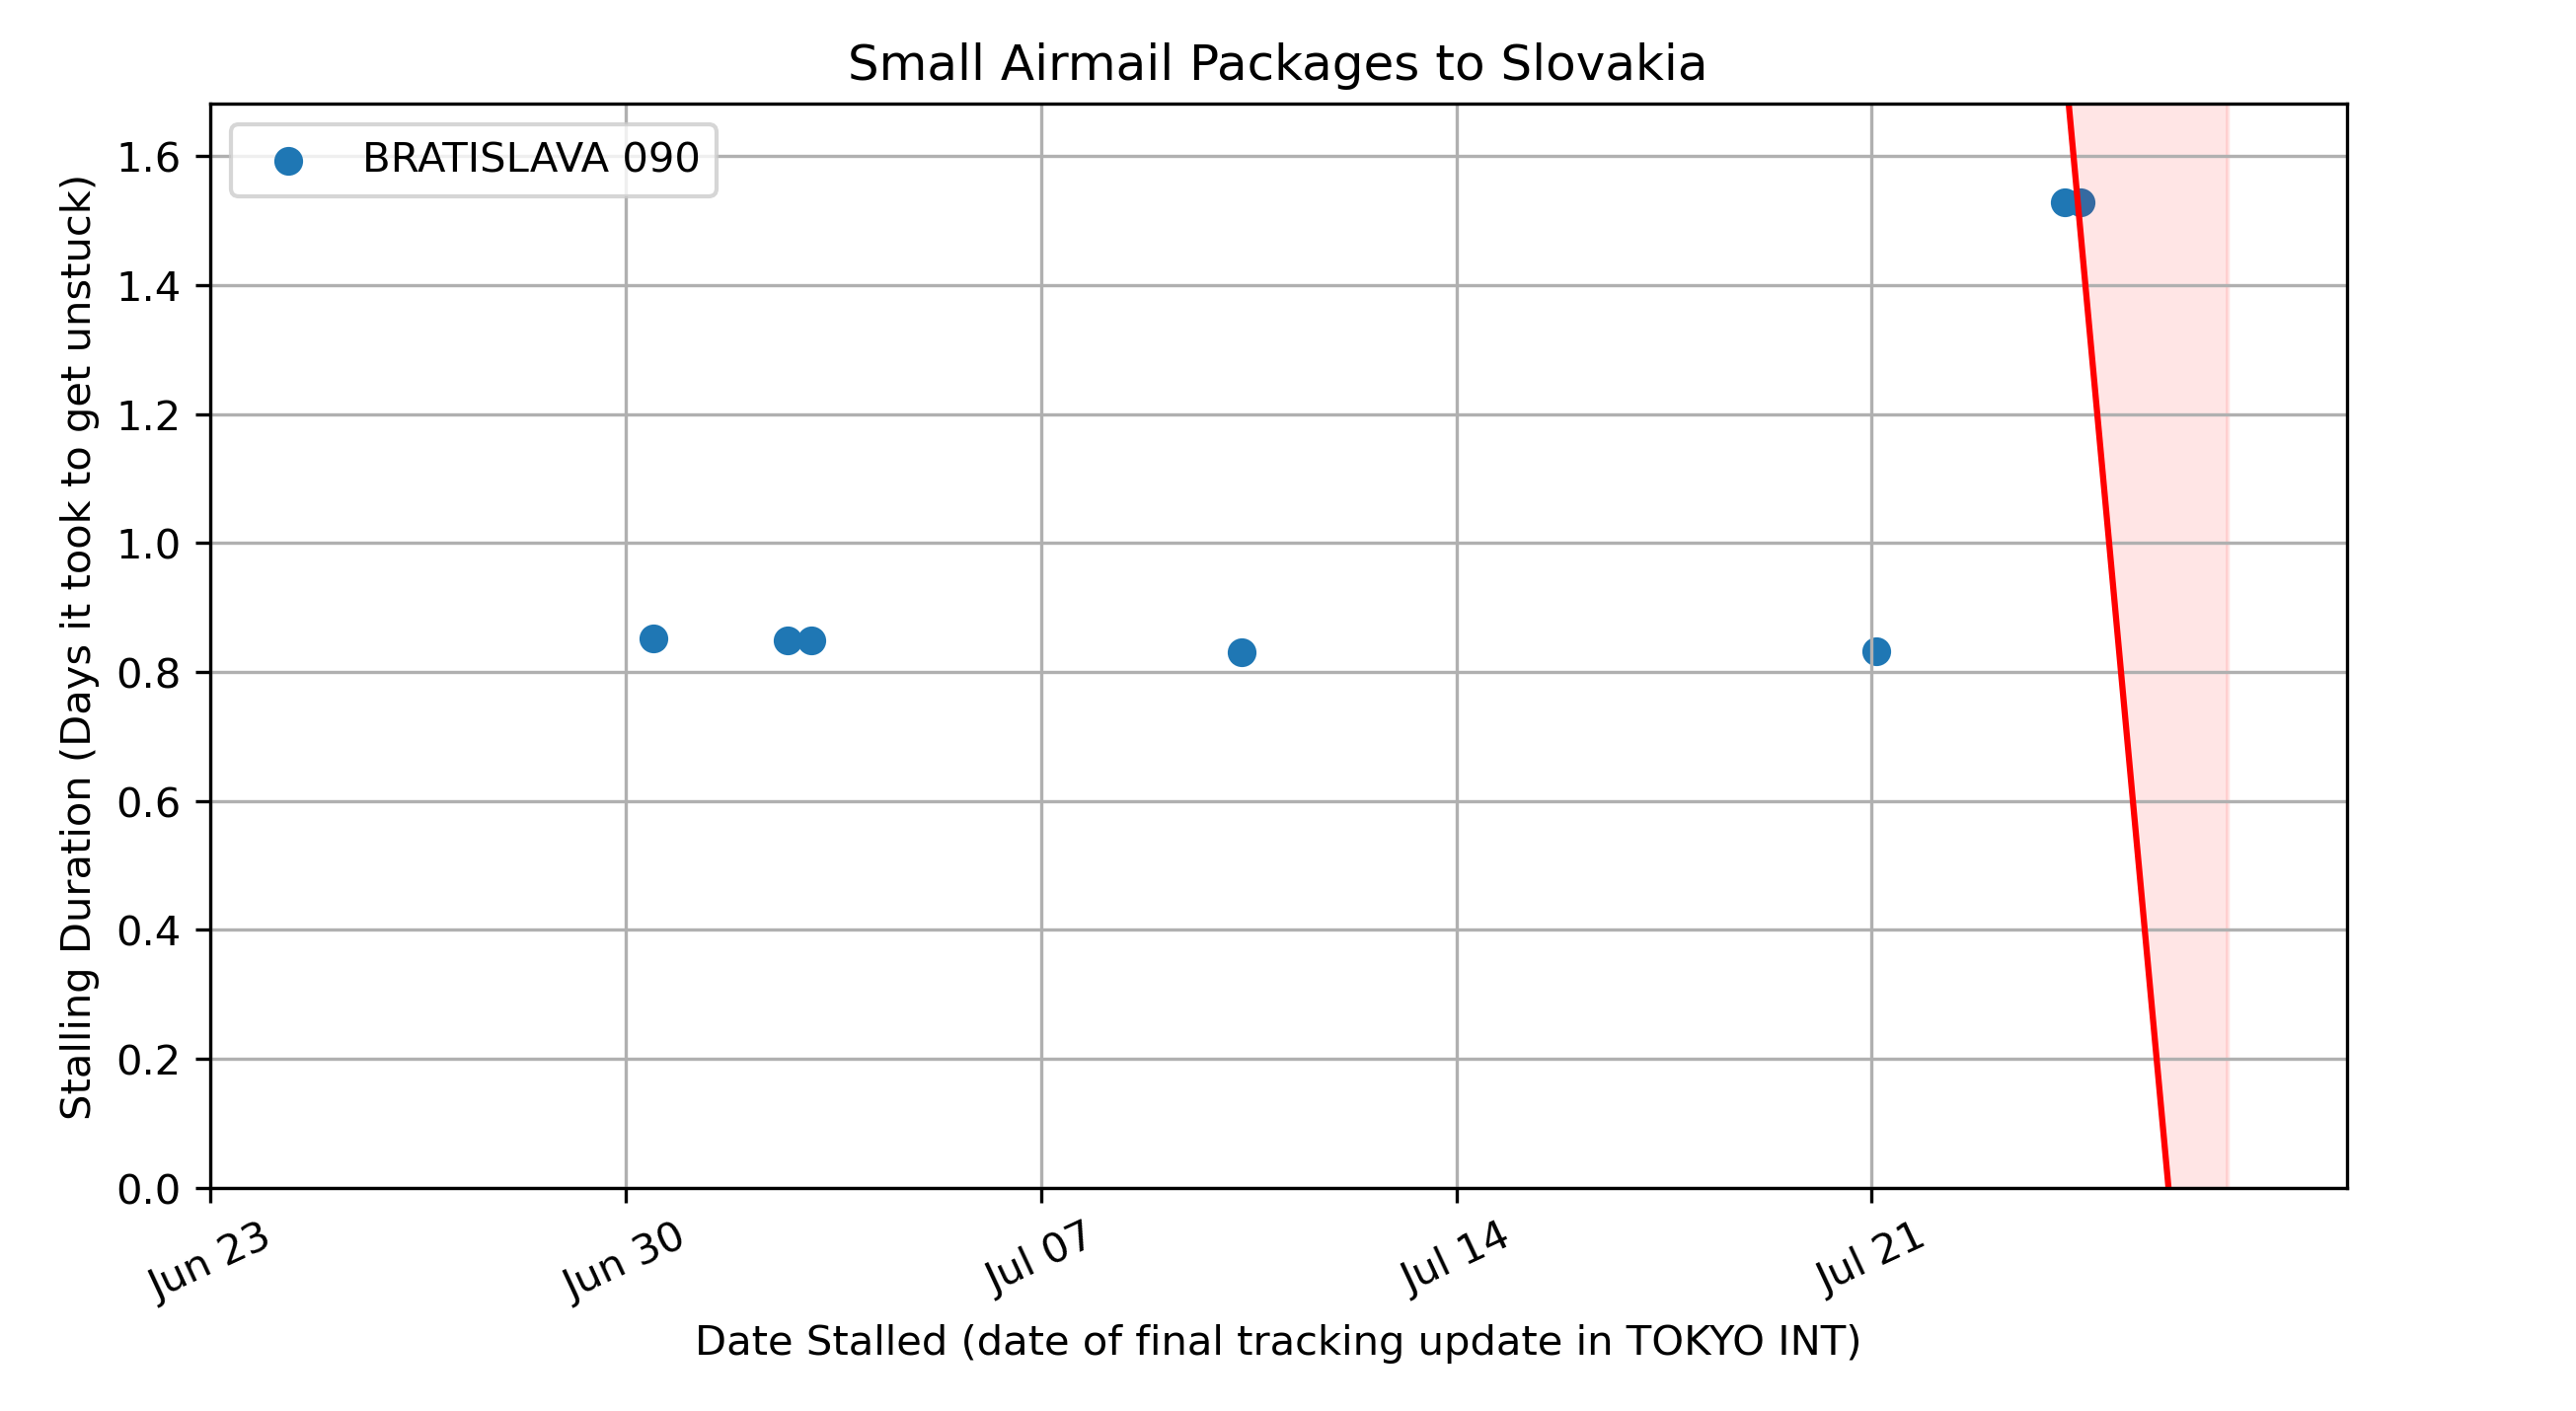 Small Airmail Packages to Slovakia
BRATISLAVA 090
Stalling Duration (Days it took to get unstuck)
1.6
1.4
1.2
1.0
0.8
0.6
0.4
0.2
0.0
Jun 23
Jun 30
Jul 07
Jul 14
Jul 21
Date Stalled (date of final tracking update in TOKYO INT)